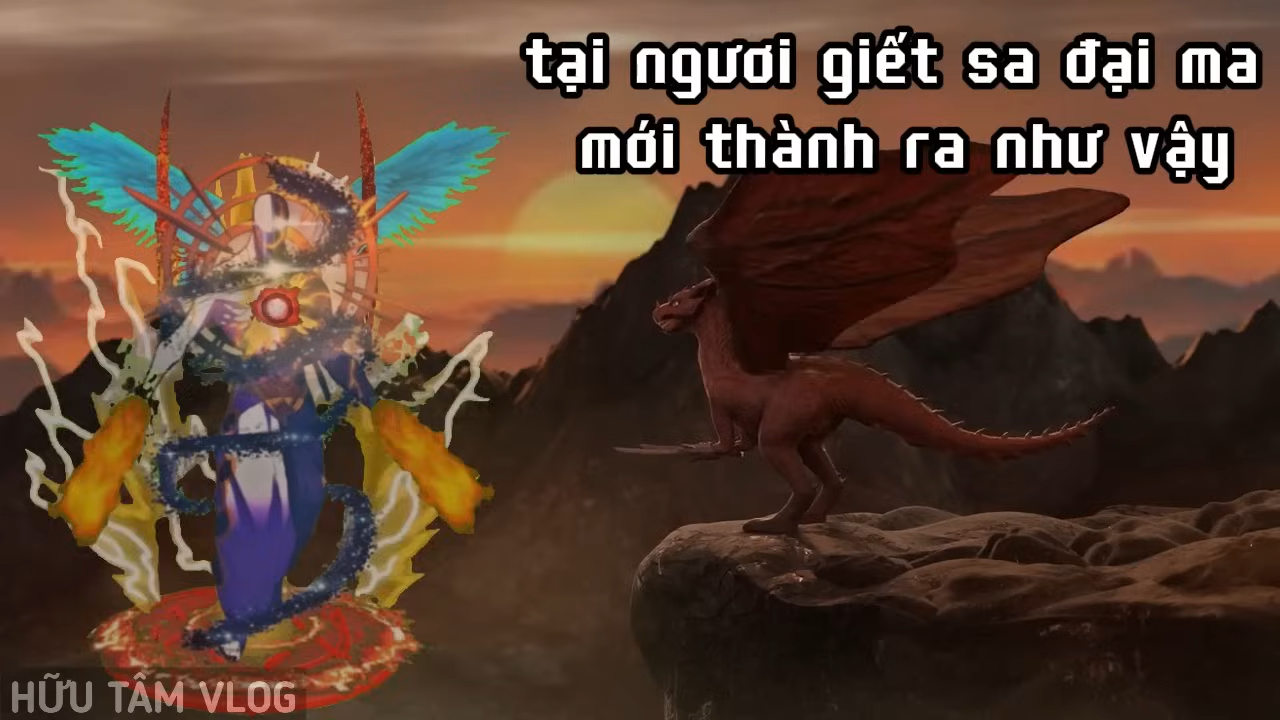 tại ngươi giết sa đại ma
mới thành ra như vậy
HỮU TÂM VLOG